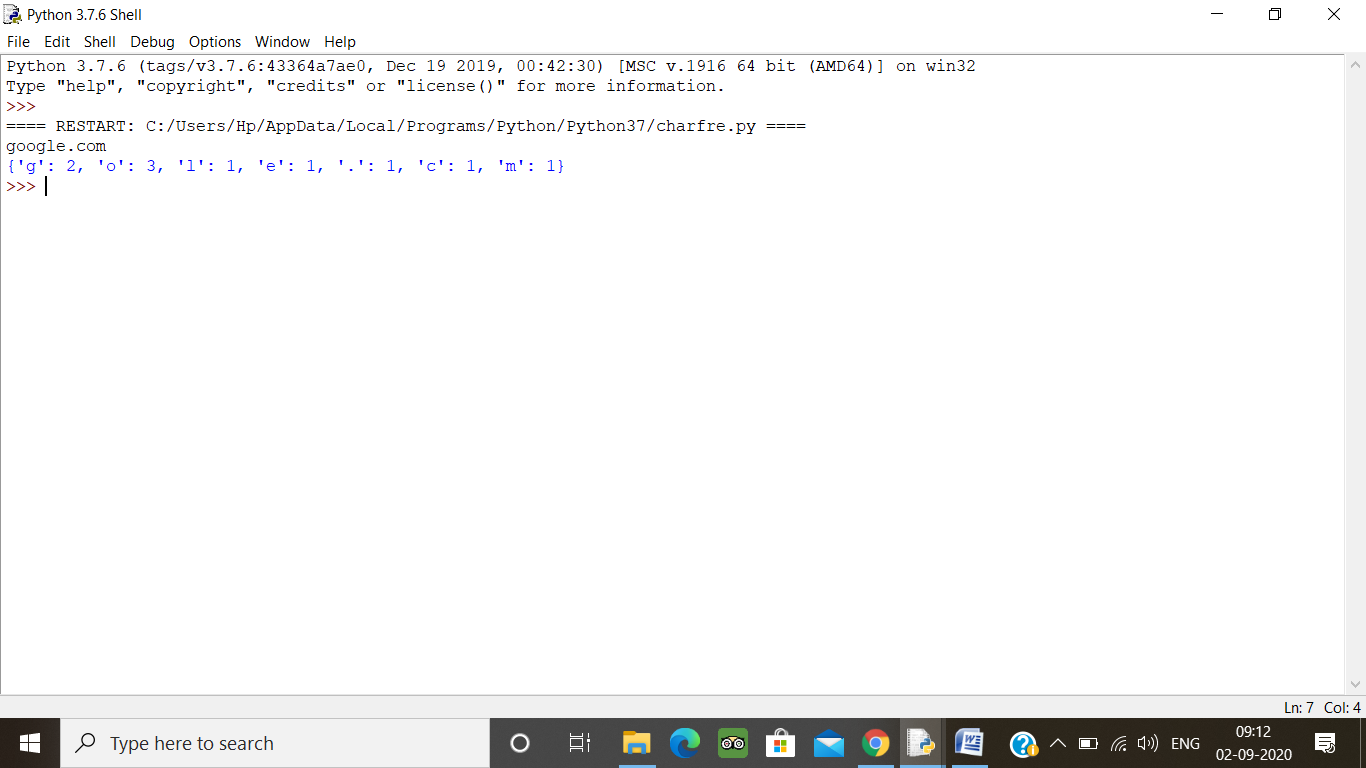 Python 3.7.6 Shell
File Edit Shell Debug Options Window Help
Python 3.7.6 (tags/v3.7.6:43364a7ae0, Dec 19 2019, 00:42:30) [MSC v.1916 64 bit (AMD64)] on win32
Type "help", "copyright", "credits" or "license()" for more information.
>>>
==== RESTART: C:/Users/Hp/AppData/Local/Programs/Python/Python37/charfre.py ====
google.com
{'g': 2, 'o': 3, 'l': 1, 'e': 1, '.': 1, 'c': 1, 'm': 1}
>>>
Ln: 7 Col: 4
Type here to search
ENG
09:12
02-09-2020